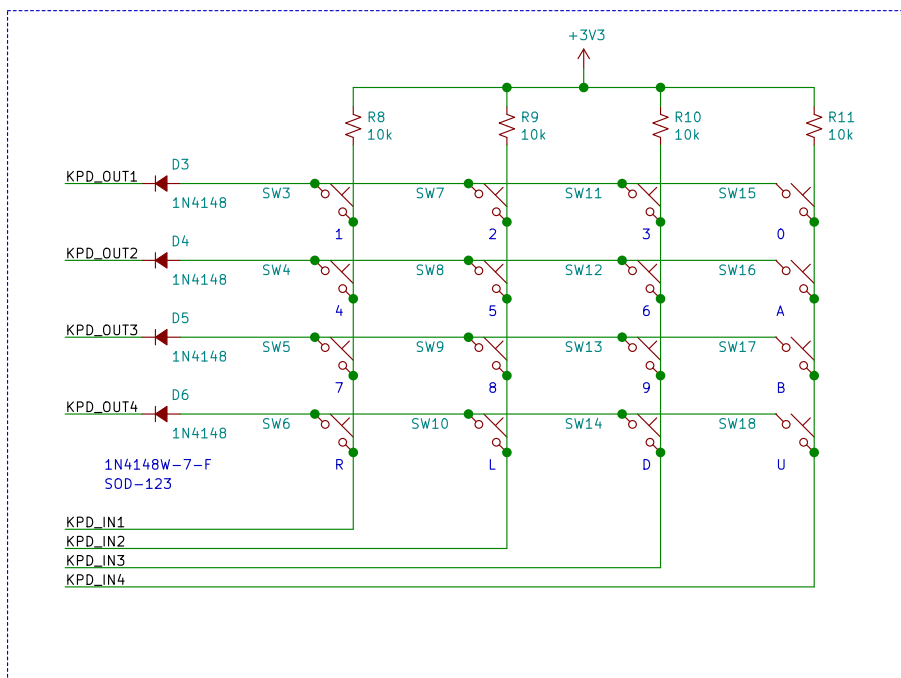 +3V3
R8
10k
R9
10k
R10
10k
R11
10k
KPD_OUT1
D3
1N4148
SW3
SW7
SW11
SW15
1
2
3
0
KPD_OUT2
D4
1N4148
SW4
SW8
SW12
SW16
4
5
6
A
KPD_OUT3
D5
1N4148
SW5
SW9
SW13
SW17
7
8
9
B
KPD_OUT4
D6
1N4148
SW6
SW10
SW14
SW18
R
L
D
U
1N4148W-7-F
SOD-123
KPD_IN1
KPD_IN2
KPD_IN3
KPD_IN4